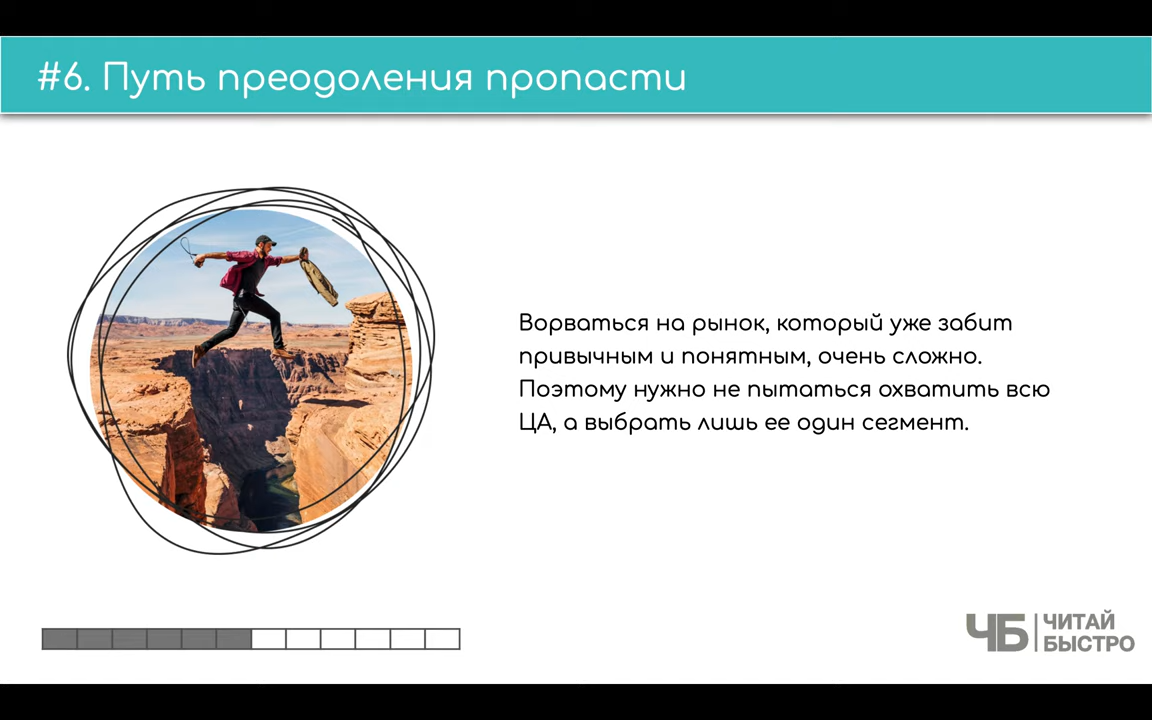 #6. Путь преодоления пропасти
Ворваться на рынок, который уже забит
привычным и понятным, очень сложно.
Поэтому нужно не пытаться охватить всю
ЦА, а выбрать лишь ее один сегмент.
ЧБ
ЧИТАЙ
БЫСТРО